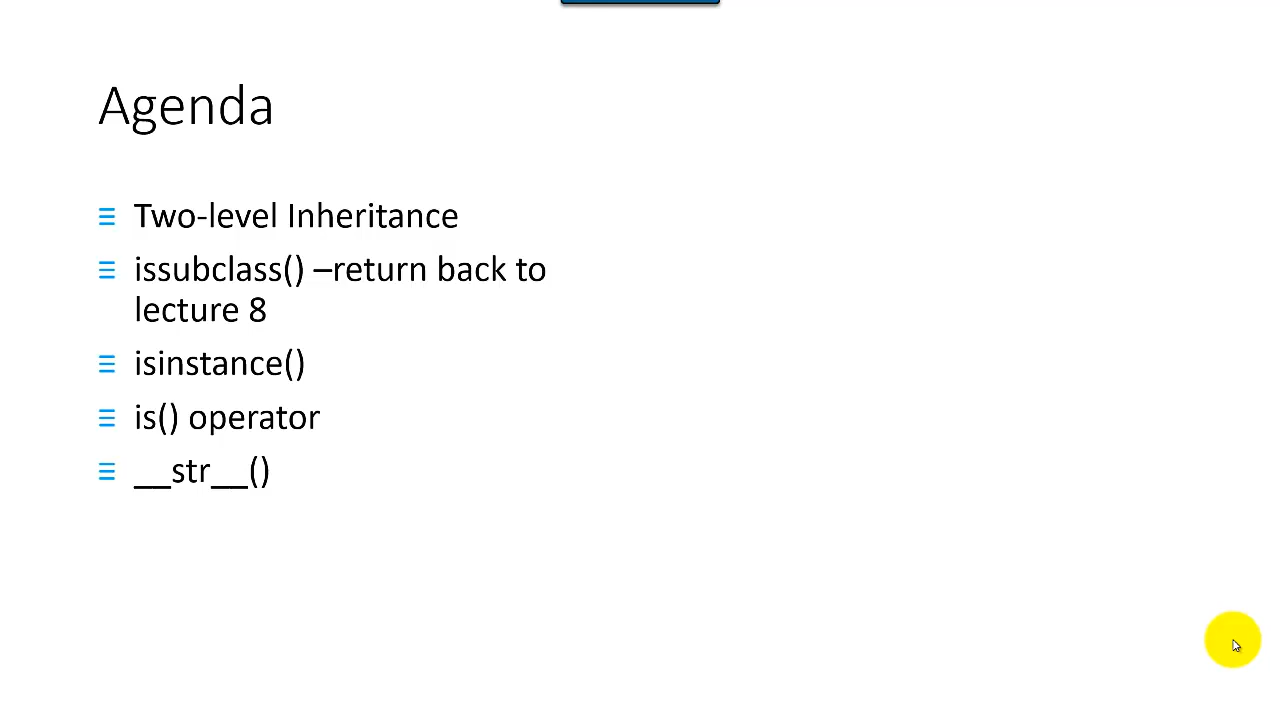 Agenda
Two-level Inheritance
issubclass() –return back to
lecture 8
isinstance()
is() operator
__str__()